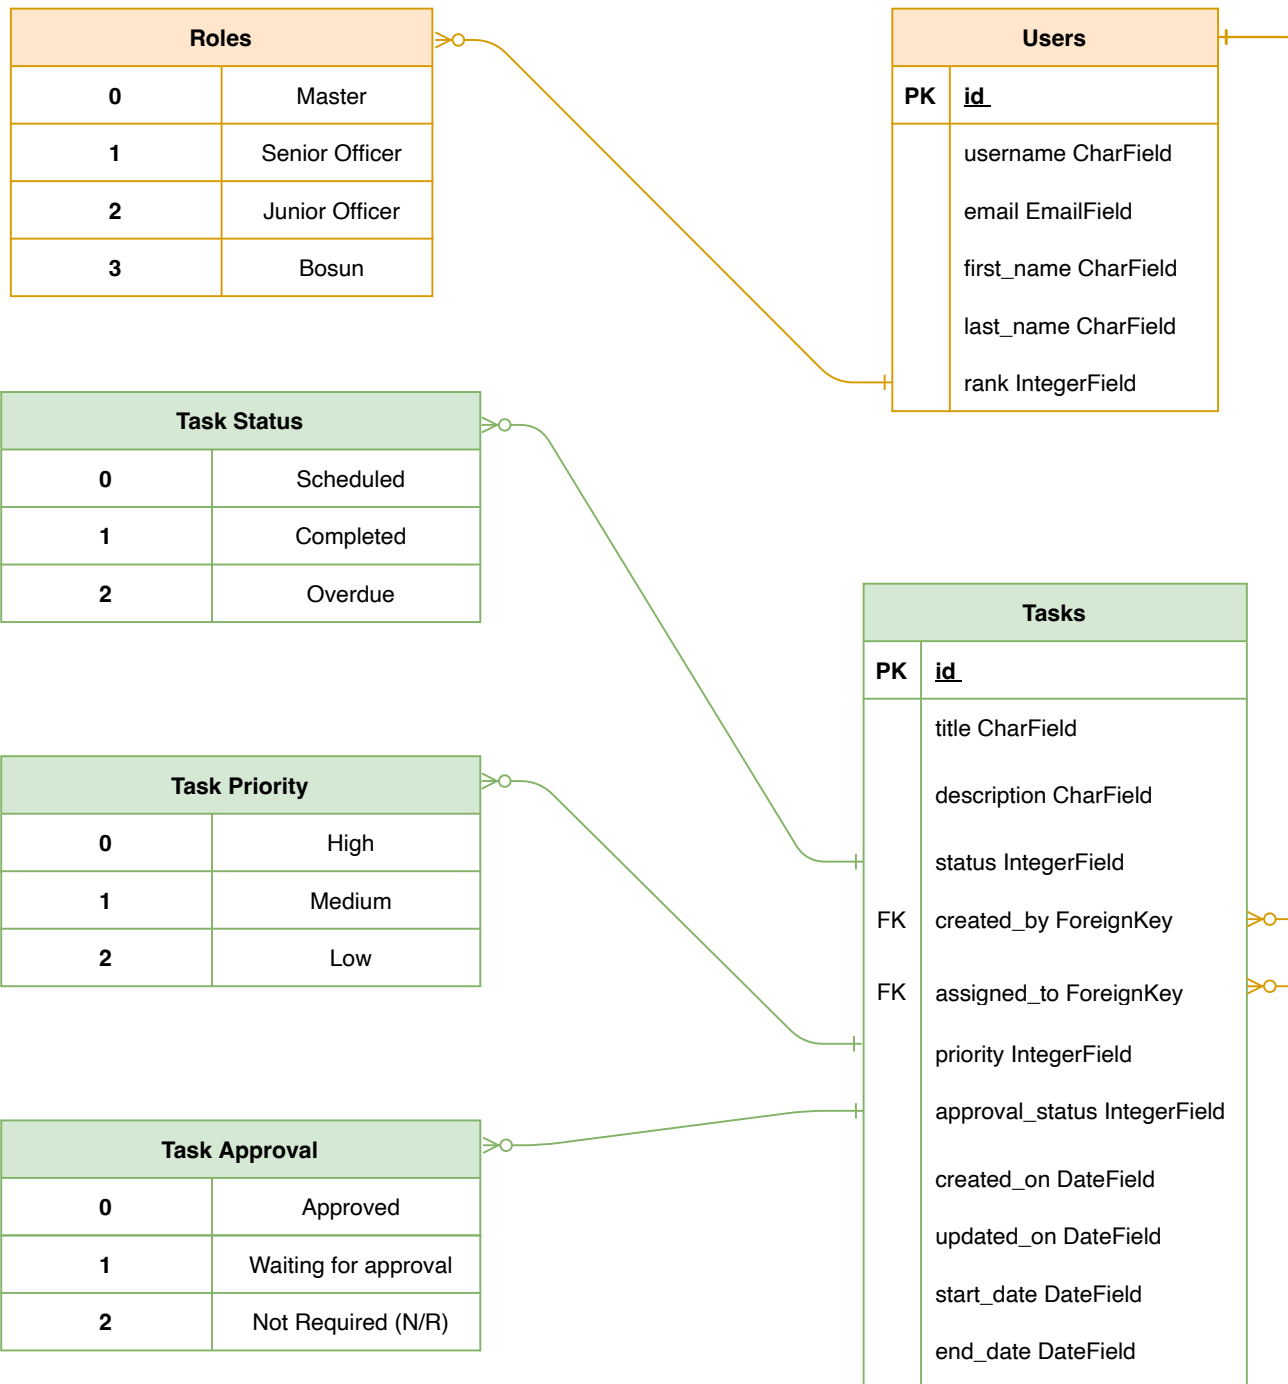 Roles
0 Master
1 Senior Officer
2 Junior Officer
3 Bosun
Users
PK id
username CharField
email EmailField
first_name CharField
last_name CharField
rank IntegerField
Task Status
0 Scheduled
1 Completed
2 Overdue
Task Priority
0 High
1 Medium
2 Low
Task Approval
0 Approved
1 Waiting for approval
2 Not Required (N/R)
Tasks
PK id
title CharField
description CharField
status IntegerField
FK created_by ForeignKey
FK assigned_to ForeignKey
priority IntegerField
approval_status IntegerField
created_on DateField
updated_on DateField
start_date DateField
end_date DateField